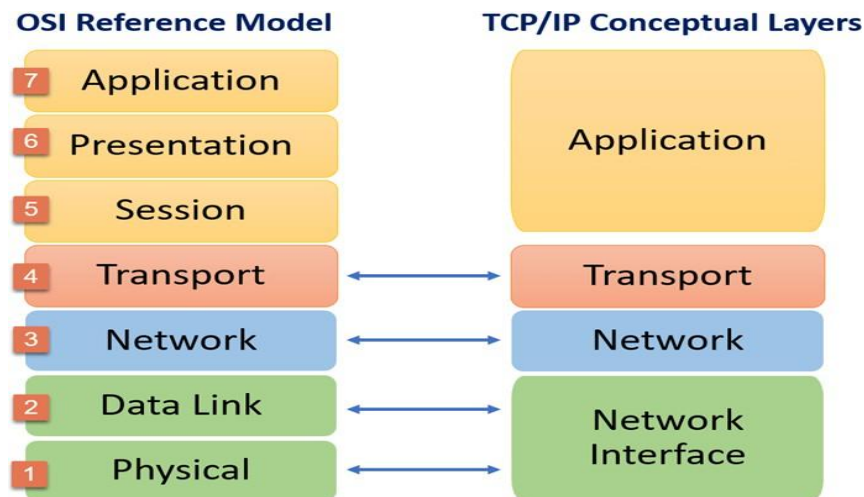 OSI Reference Model
TCP/IP Conceptual Layers
7 Application
6 Presentation
5 Session
Application
4 Transport
Transport
3 Network
Network
2 Data Link
1 Physical
Network
Interface